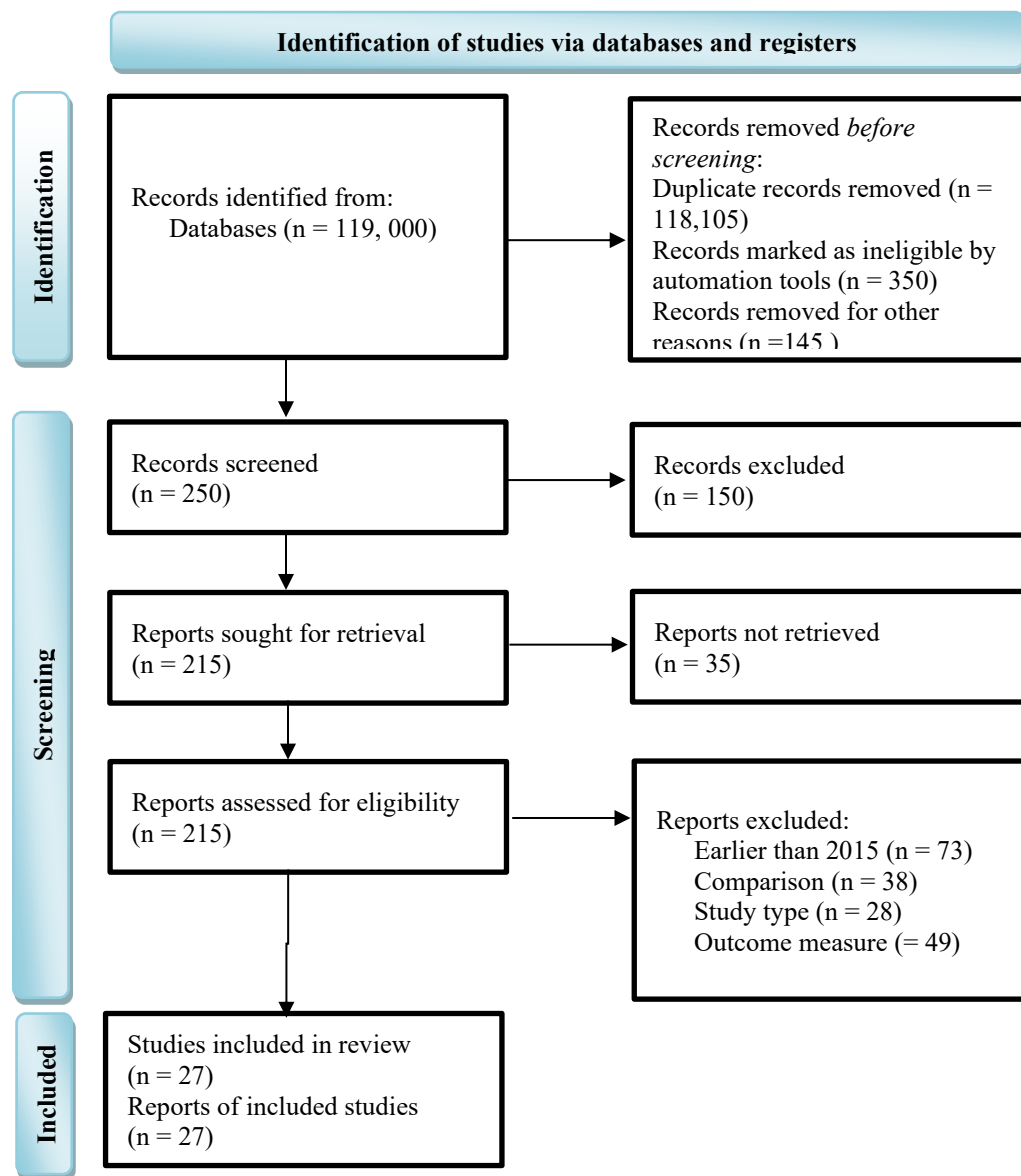 Identification of studies via databases and registers
Identification
Records identified from:
Databases (n = 119, 000)
Records removed before
screening:
Duplicate records removed (n =
118,105)
Records marked as ineligible by
automation tools (n = 350)
Records removed for other
reasons (n =145 )
Screening
Records screened
(n = 250)
Records excluded
(n = 150)
Reports sought for retrieval
(n = 215)
Reports not retrieved
(n = 35)
Reports assessed for eligibility
(n = 215)
Reports excluded:
Earlier than 2015 (n = 73)
Comparison (n = 38)
Study type (n = 28)
Outcome measure (= 49)
Included
Studies included in review
(n = 27)
Reports of included studies
(n = 27)